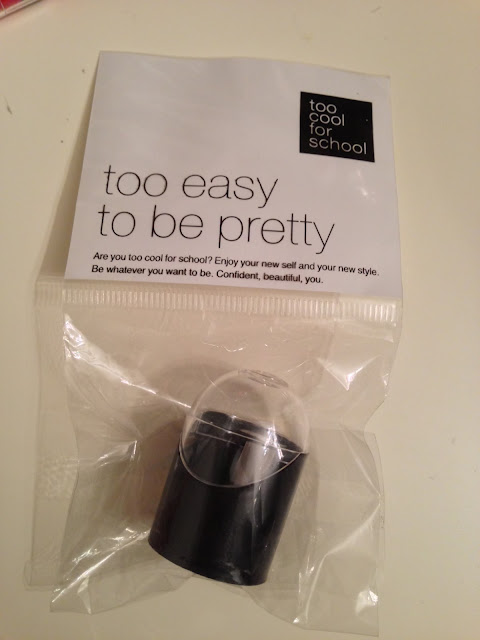 too
cool
for
school
too easy
to be pretty
Are you too cool for school? Enjoy your new self and your new style.
Be whatever you want to be. Confident, beautiful, you.